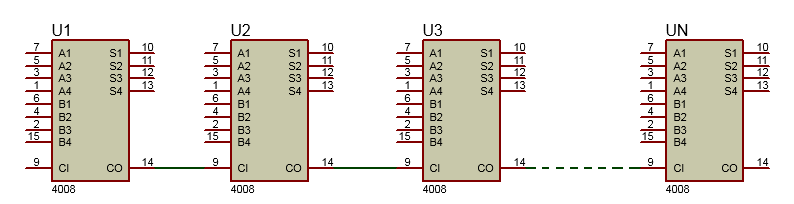 U1 U2 U3 UN
7 A1 S1 10 7 A1 S1 10 7 A1 S1 10 7 A1 S1 10
5 A2 S2 11 5 A2 S2 11 5 A2 S2 11 5 A2 S2 11
3 A3 S3 12 3 A3 S3 12 3 A3 S3 12 3 A3 S3 12
1 A4 S4 13 1 A4 S4 13 1 A4 S4 13 1 A4 S4 13
6 B1 6 B1 6 B1 6 B1
4 B2 4 B2 4 B2 4 B2
2 B3 2 B3 2 B3 2 B3
15 B4 15 B4 15 B4 15 B4
9 CI CO 14 9 CI CO 14 9 CI CO 14 9 CI CO 14
4008 4008 4008 4008